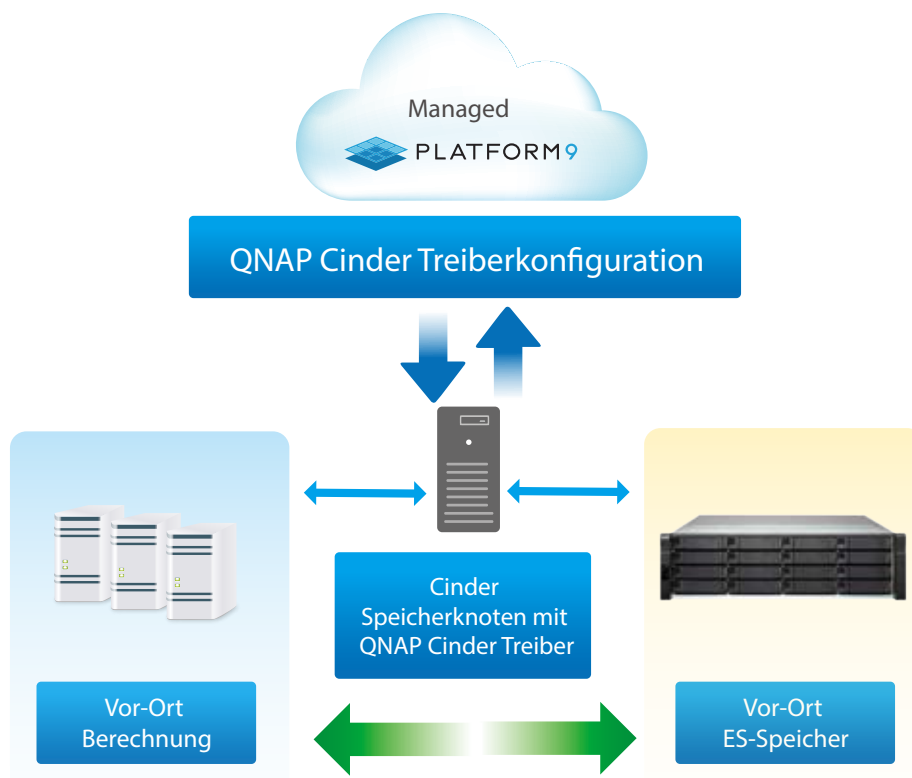 Managed
PLATFORM9
QNAP Cinder Treiberkonfiguration
Cinder
Speicherknoten mit
QNAP Cinder Treiber
Vor-Ort
Berechnung
Vor-Ort
ES-Speicher